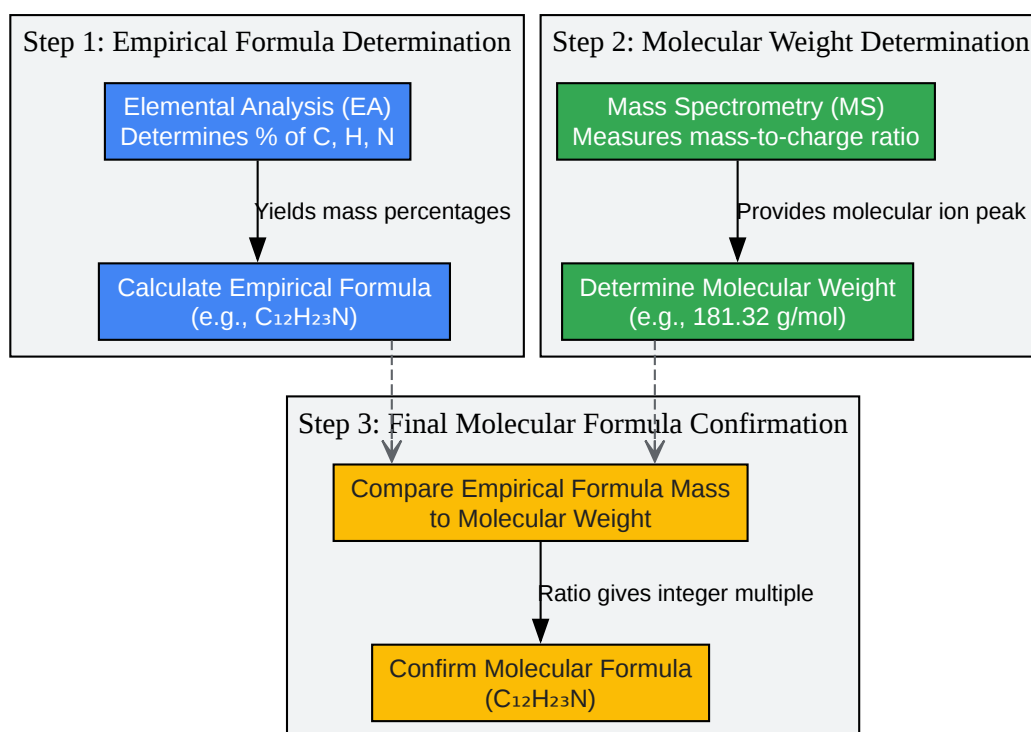 Step 1: Empirical Formula Determination
Elemental Analysis (EA)
Determines % of C, H, N
Yields mass percentages
Calculate Empirical Formula
(e.g., C₁₂H₂₃N)
Step 2: Molecular Weight Determination
Mass Spectrometry (MS)
Measures mass-to-charge ratio
Provides molecular ion peak
Determine Molecular Weight
(e.g., 181.32 g/mol)
Step 3: Final Molecular Formula Confirmation
Compare Empirical Formula Mass
to Molecular Weight
Ratio gives integer multiple
Confirm Molecular Formula
(C₁₂H₂₃N)